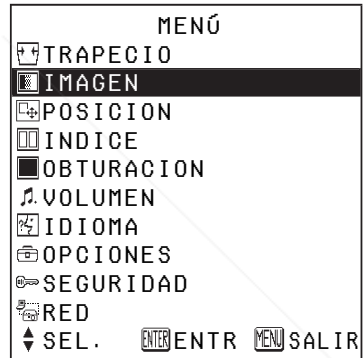 MENÚ
TRAPECIO
IMAGEN
POSICION
INDICE
OBTURACION
VOLUMEN
IDIOMA
OPCIONES
SEGURIDAD
RED
SEL. ENTER ENTR MENU SALIR